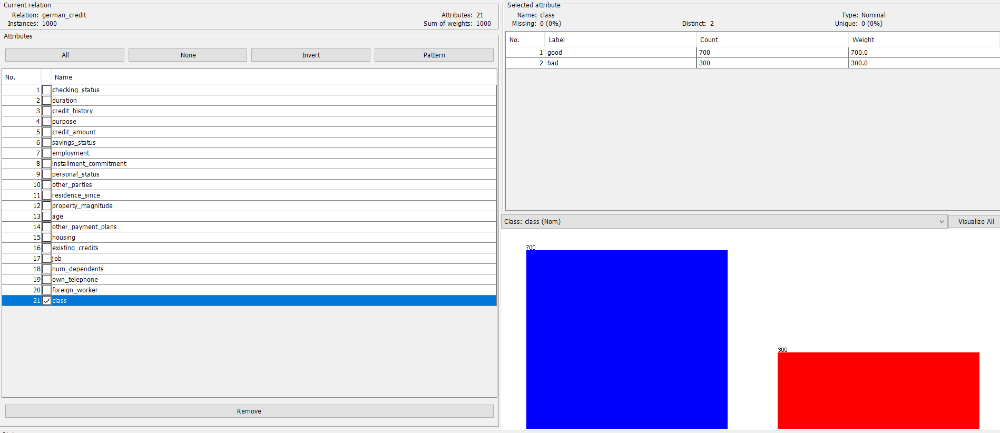 Current relation
Relation: german_credit Attributes: 21
Instances: 1000 Sum of weights: 1000
Attributes
All None Invert Pattern
No. Name
1 checking_status
2 duration
3 credit_history
4 purpose
5 credit_amount
6 savings_status
7 employment
8 installment_commitment
9 personal_status
10 other_parties
11 residence_since
12 property_magnitude
13 age
14 other_payment_plans
15 housing
16 existing_credits
17 job
18 num_dependents
19 own_telephone
20 foreign_worker
21 class
Remove
Selected attribute
Name: class Type: Nominal
Missing: 0 (0%) Distinct: 2 Unique: 0 (0%)
No. Label Count Weight
1 good 700 700.0
2 bad 300 300.0
Class: class (Nom) Visualize All
700
300